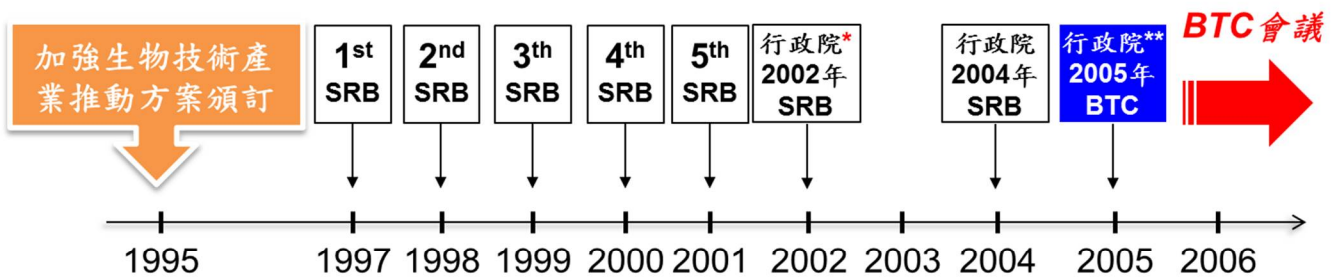 加強生物技術產
業推動方案頒訂
1st
SRB
2nd
SRB
3th
SRB
4th
SRB
5th
SRB
行政院*
2002年
SRB
行政院
2004年
SRB
行政院**
2005年
BTC
BTC會議
1995
1997
1998
1999
2000
2001
2002
2003
2004
2005
2006